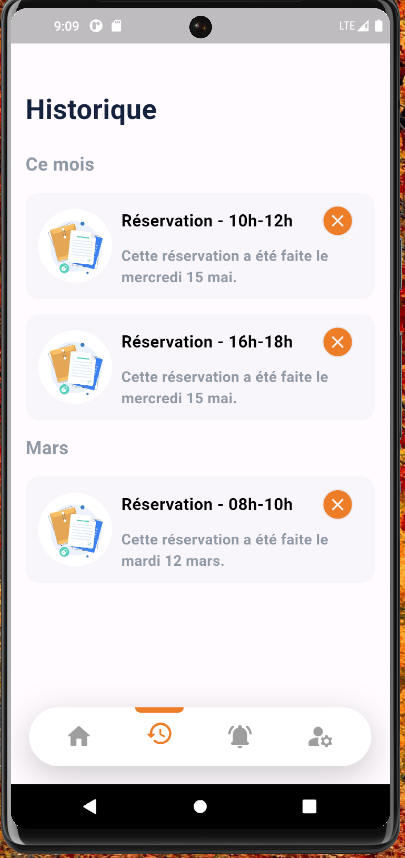 9:09
LTE
Historique
Ce mois
Réservation - 10h-12h
Cette réservation a été faite le
mercredi 15 mai.
Réservation - 16h-18h
Cette réservation a été faite le
mercredi 15 mai.
Mars
Réservation - 08h-10h
Cette réservation a été faite le
mardi 12 mars.